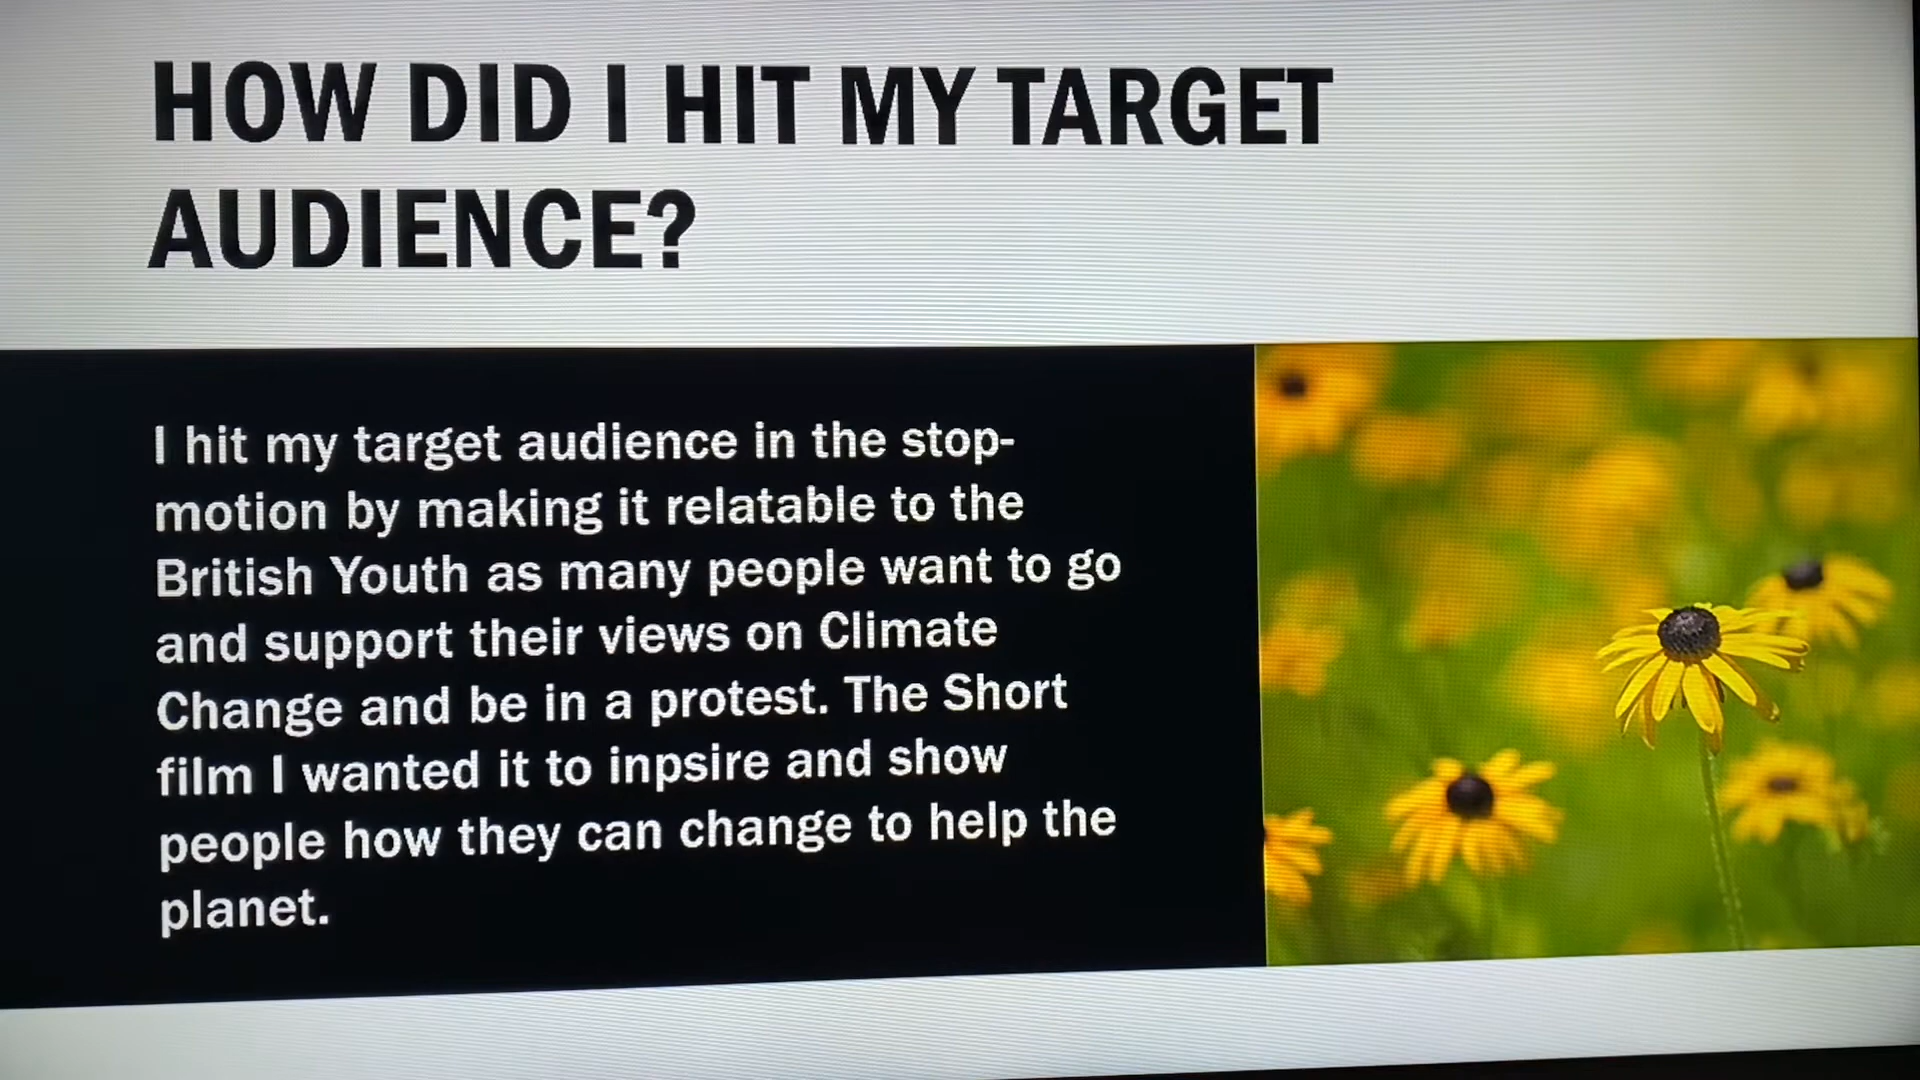 HOW DID I HIT MY TARGET
AUDIENCE?
I hit my target audience in the stop-
motion by making it relatable to the
British Youth as many people want to go
and support their views on Climate
Change and be in a protest. The Short
film I wanted it to inpsire and show
people how they can change to help the
planet.